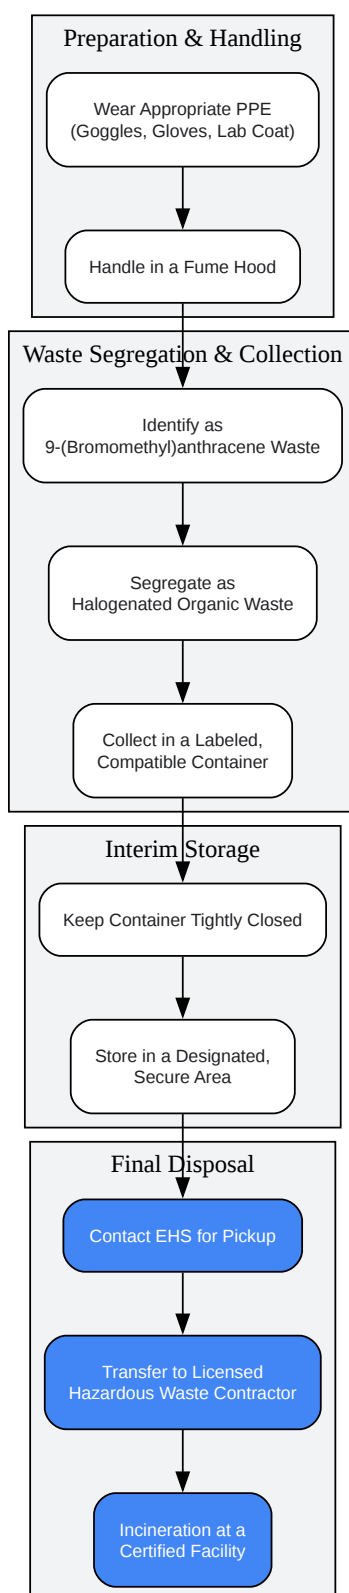 Preparation & Handling
Wear Appropriate PPE
(Goggles, Gloves, Lab Coat)
Handle in a Fume Hood
Waste Segregation & Collection
Identify as
9-(Bromomethyl)anthracene Waste
Segregate as
Halogenated Organic Waste
Collect in a Labeled,
Compatible Container
Interim Storage
Keep Container Tightly Closed
Store in a Designated,
Secure Area
Final Disposal
Contact EHS for Pickup
Transfer to Licensed
Hazardous Waste Contractor
Incineration at a
Certified Facility